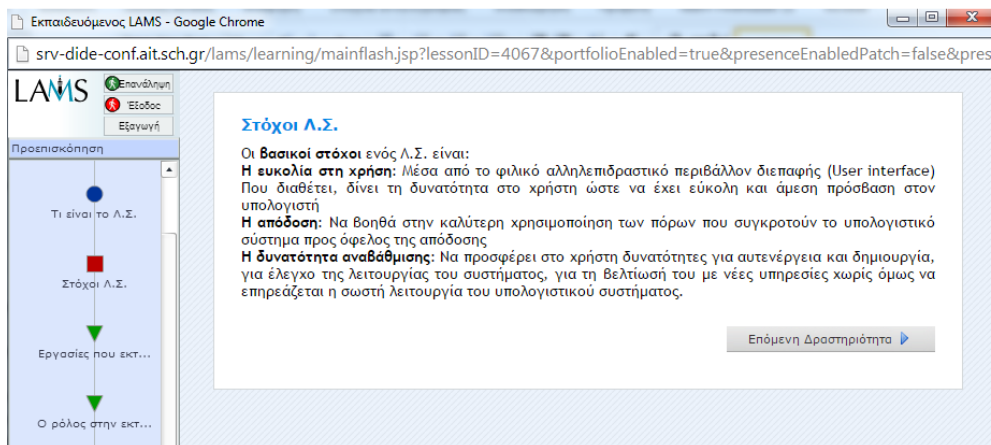 Εκπαιδευόμενος LAMS - Google Chrome
srv-dide-conf.ait.sch.gr/lams/learning/mainflash.jsp?lessonID=4067&portfolioEnabled=true&presenceEnabledPatch=false&pres
LAMS
Επανάληψη
Έξοδος
Εξαγωγή
Προεπισκόπηση
Τι είναι το Λ.Σ.
Στόχοι Λ.Σ.
Εργασίες που εκτ...
Ο ρόλος στην εκτ...
Στόχοι Λ.Σ.
Οι βασικοί στόχοι ενός Λ.Σ. είναι:
Η ευκολία στη χρήση: Μέσα από το φιλικό αλληλεπιδραστικό περιβάλλον διεπαφής (User interface)
Που διαθέτει, δίνει τη δυνατότητα στο χρήστη ώστε να έχει εύκολη και άμεση πρόσβαση στον
υπολογιστή
Η απόδοση: Να βοηθά στην καλύτερη χρησιμοποίηση των πόρων που συγκροτούν το υπολογιστικό
σύστημα προς όφελος της απόδοσης
Η δυνατότητα αναβάθμισης: Να προσφέρει στο χρήστη δυνατότητες για αυτενέργεια και δημιουργία,
για έλεγχο της λειτουργίας του συστήματος, για τη βελτίωσή του με νέες υπηρεσίες χωρίς όμως να
επηρεάζεται η σωστή λειτουργία του υπολογιστικού συστήματος.
Επόμενη Δραστηριότητα